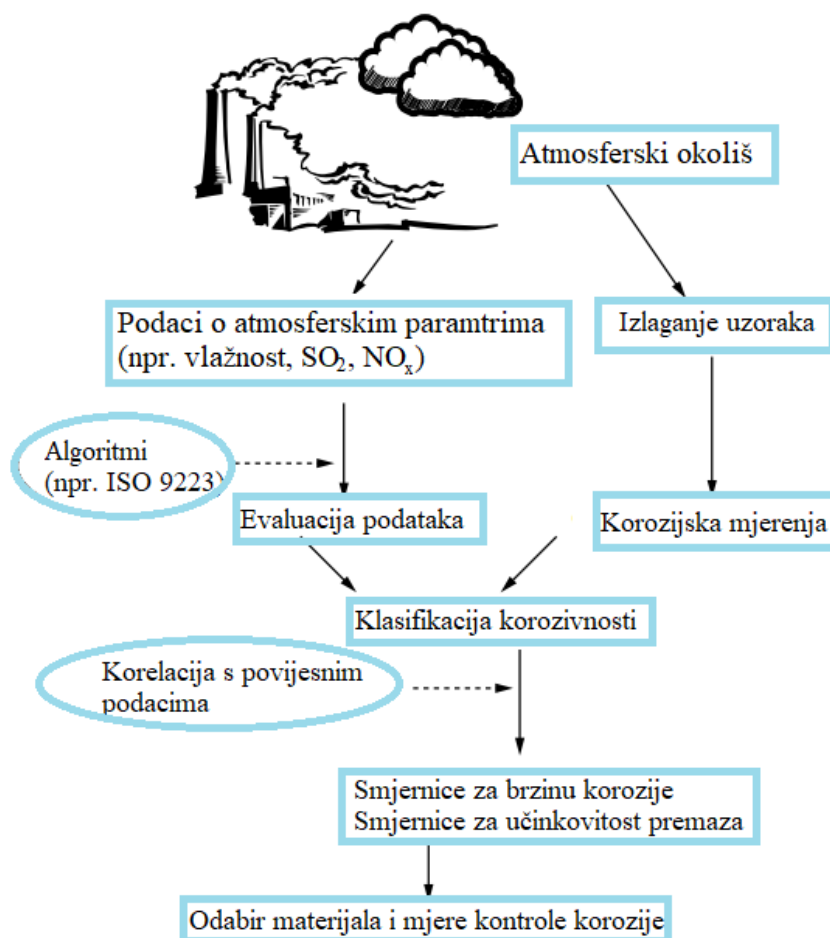 Atmosferski okoliš
Podaci o atmosferskim paramtrima
(npr. vlažnost, SO₂, NOₓ)
Izlaganje uzoraka
Algoritmi
(npr. ISO 9223)
Evaluacija podataka
Korozijska mjerenja
Klasifikacija korozivnosti
Korelacija s povijesnim
podacima
Smjernice za brzinu korozije
Smjernice za učinkovitost premaza
Odabir materijala i mjere kontrole korozije